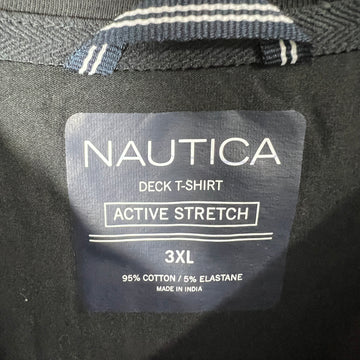 NAUTICA
DECK T-SHIRT
ACTIVE STRETCH
3XL
95% COTTON / 5% ELASTANE
MADE IN INDIA